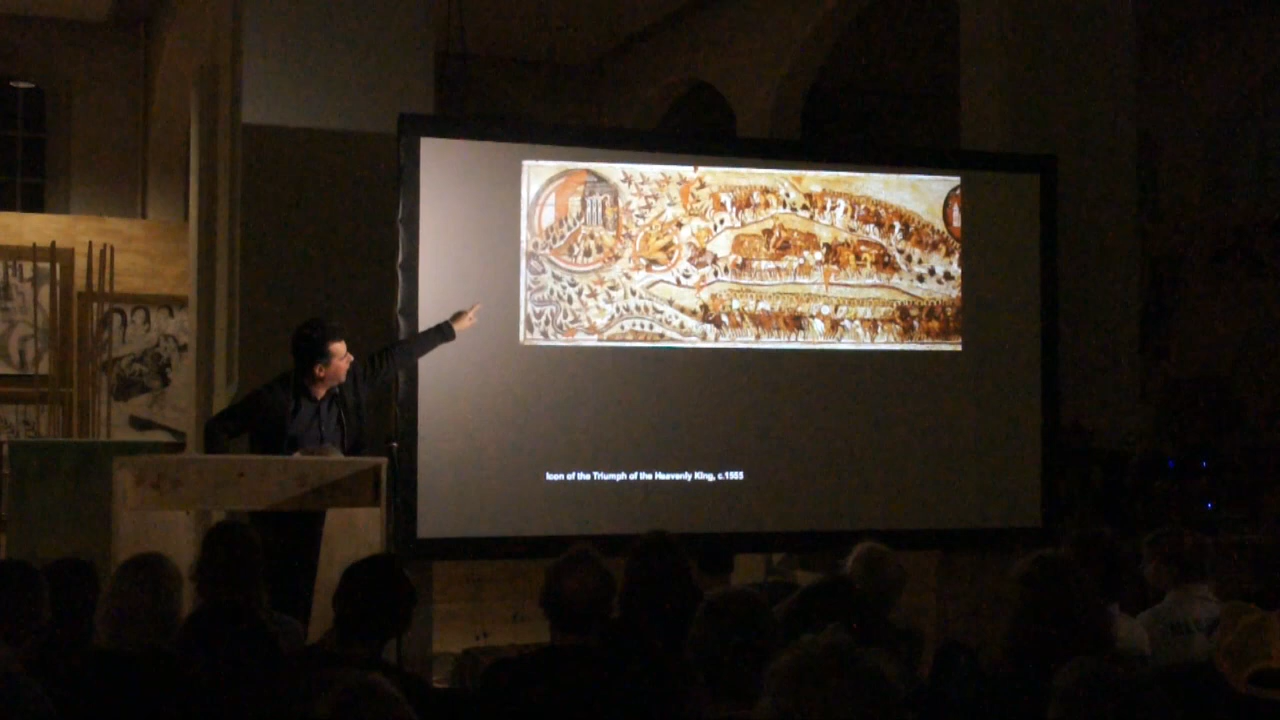 Icon of the Triumph of the Heavenly King, c.1555